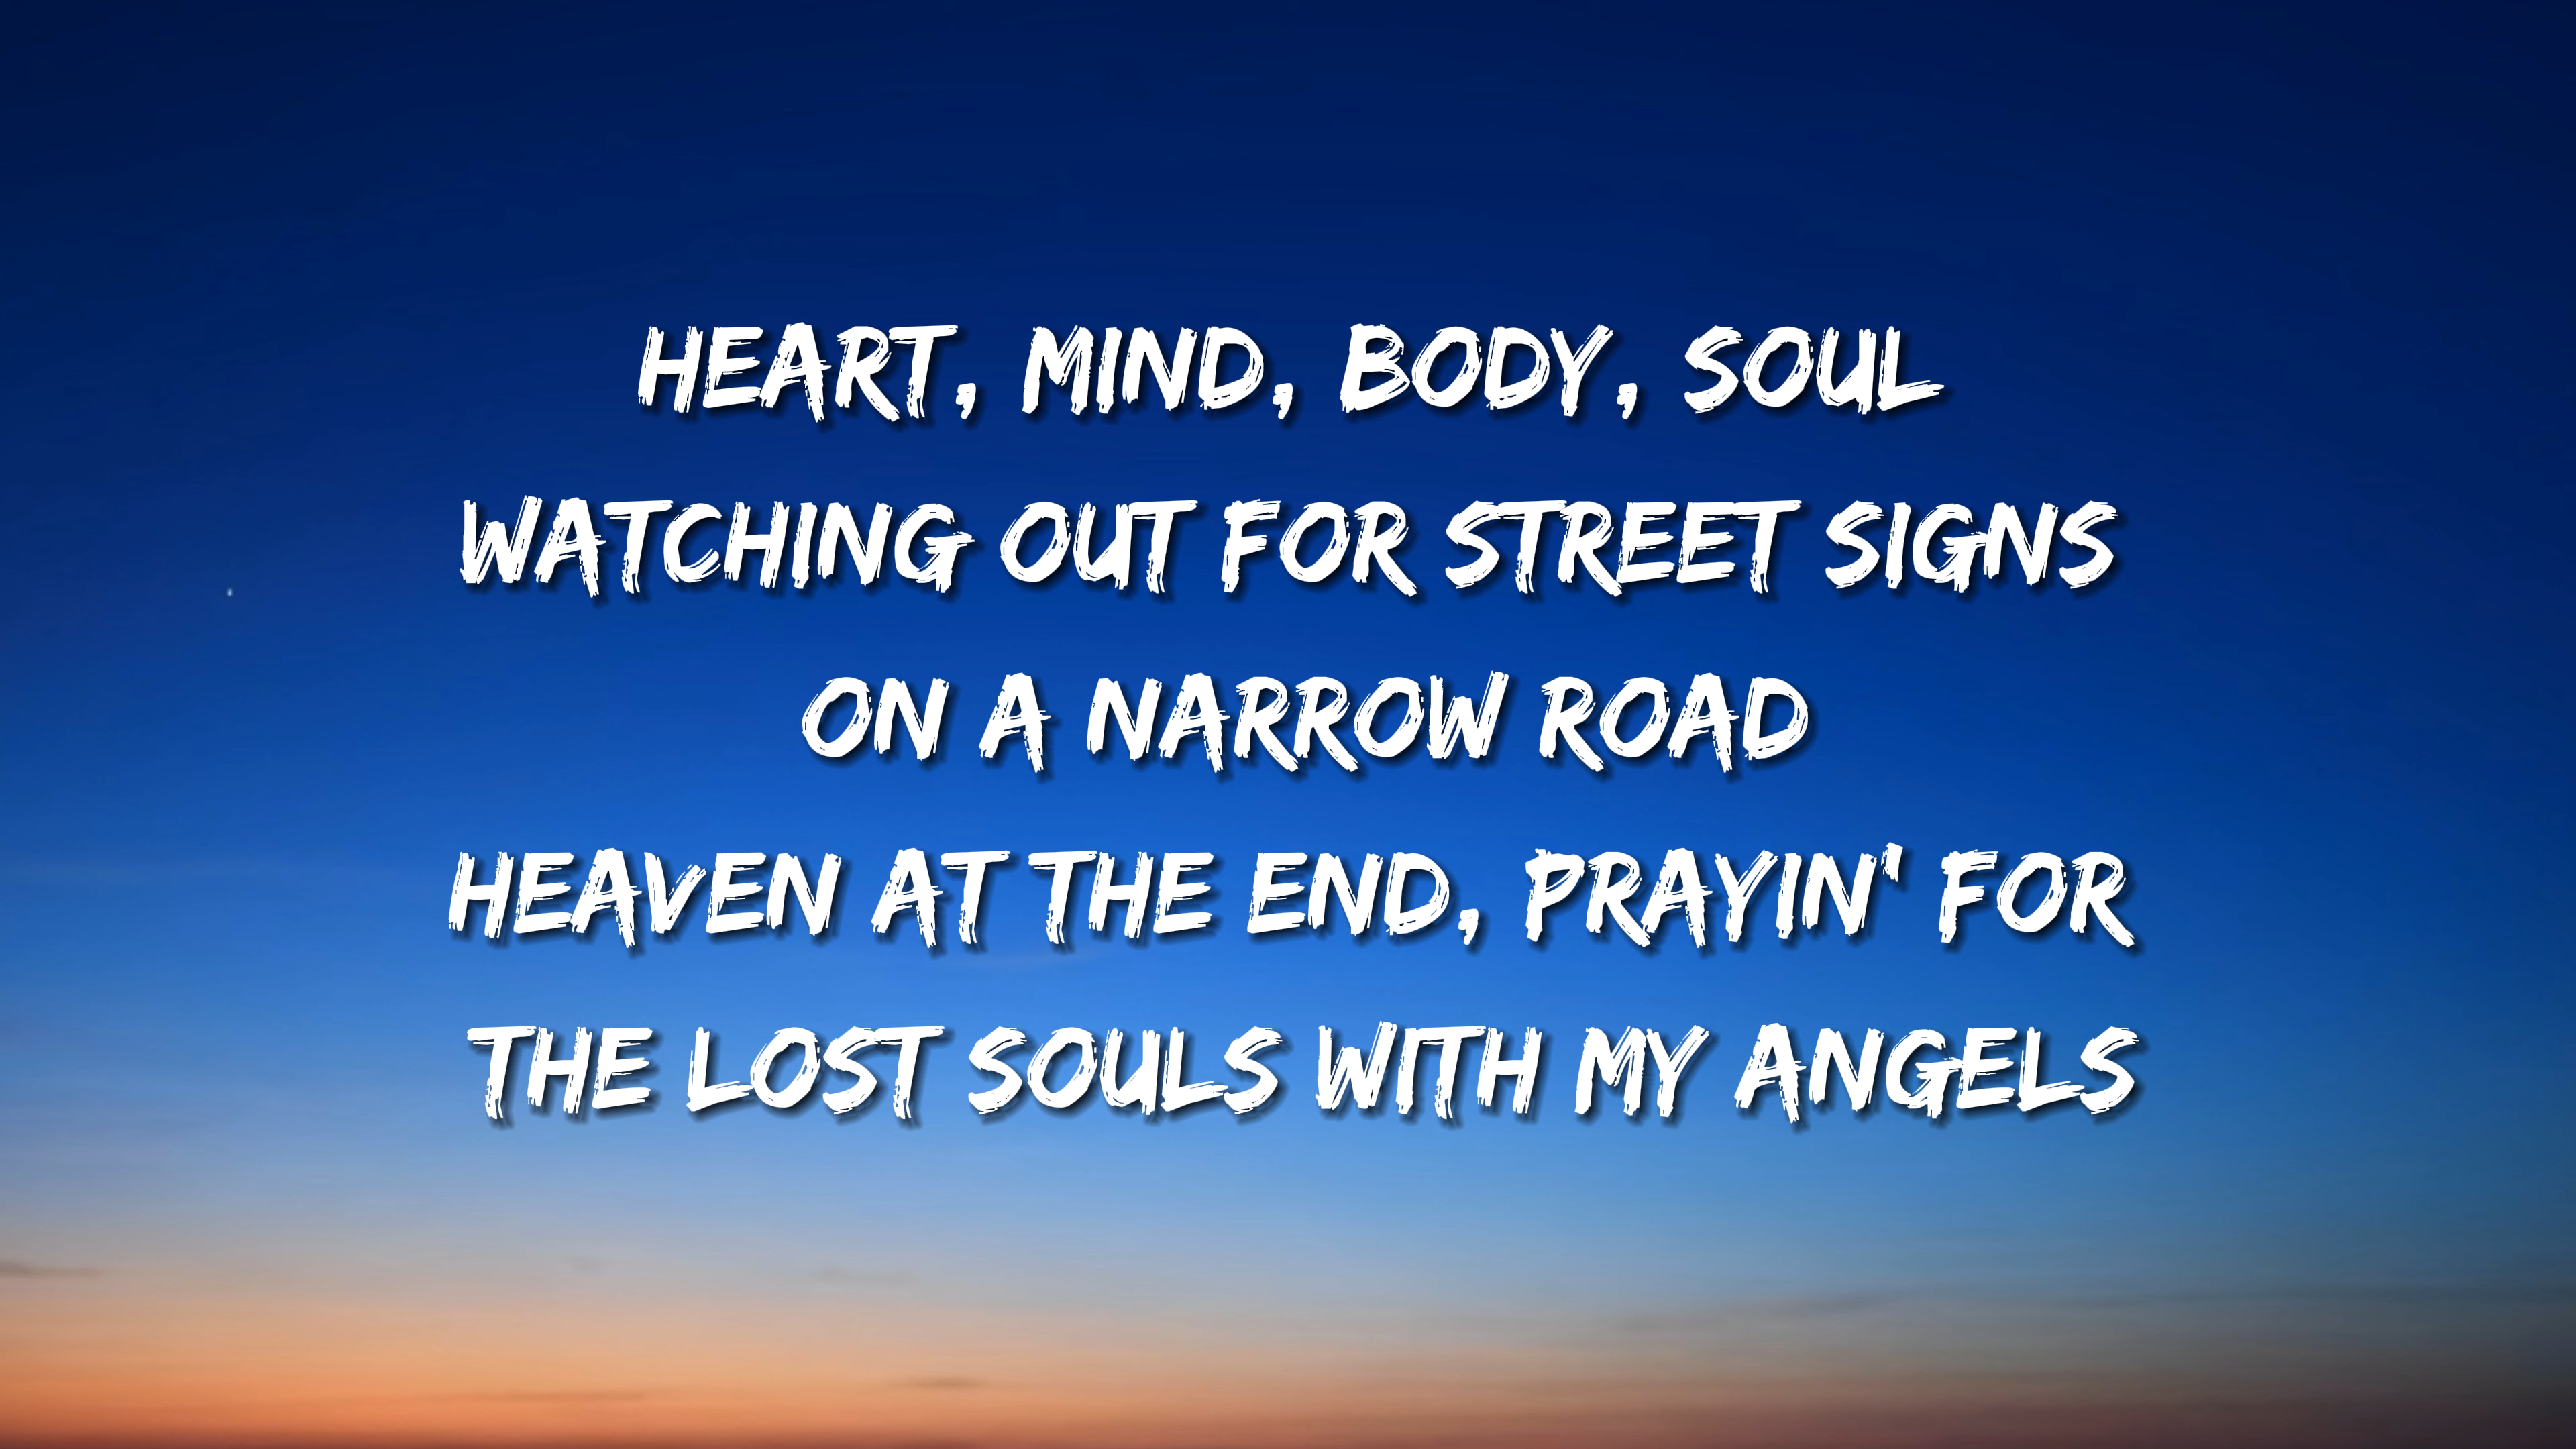 HEART, MIND, BODY, SOUL
WATCHING OUT FOR STREET SIGNS
ON A NARROW ROAD
HEAVEN AT THE END, PRAYIN' FOR
THE LOST SOULS WITH MY ANGELS